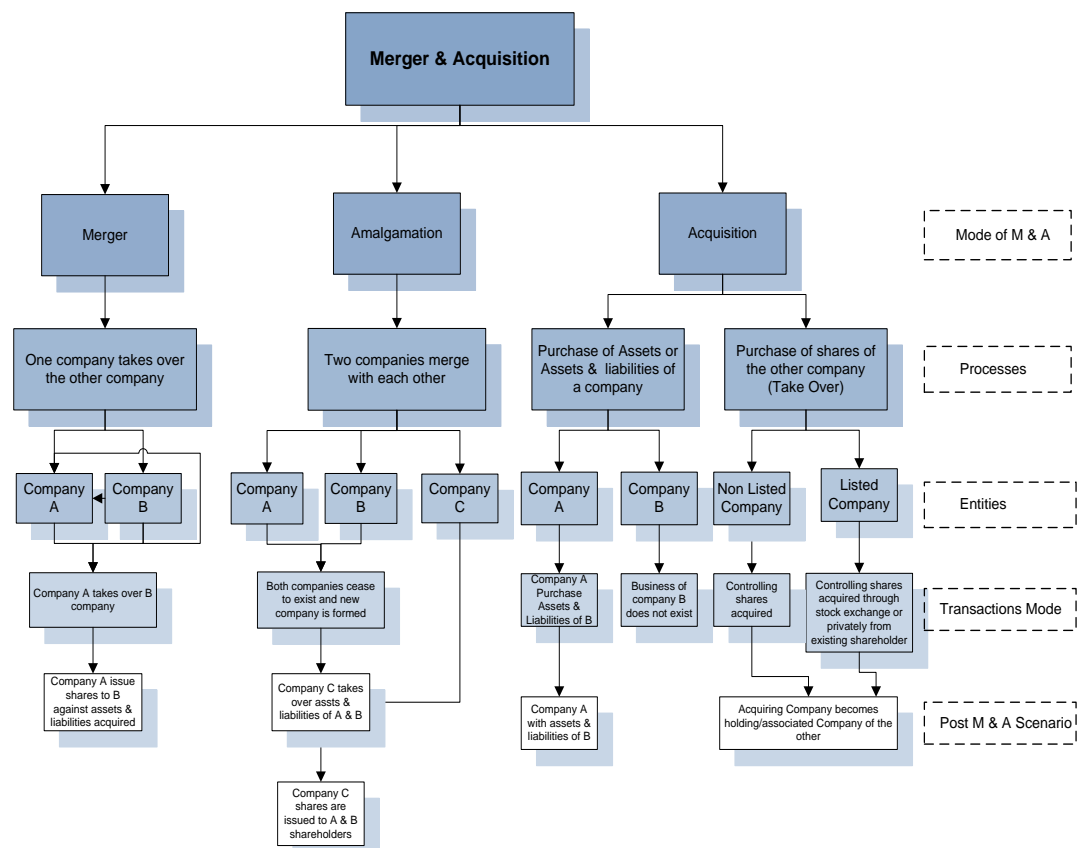 Merger & Acquisition
Merger
Amalgamation
Acquisition
Mode of M & A
One company takes over
the other company
Two companies merge
with each other
Purchase of Assets or
Assets & liabilities of
a company
Purchase of shares of
the other company
(Take Over)
Processes
Company
A
Company
B
Company
A
Company
B
Company
C
Company
A
Company
B
Non Listed
Company
Listed
Company
Entities
Company A takes over B
company
Both companies cease
to exist and new
company is formed
Company A
Purchase
Assets &
Liabilities of B
Business of
company B
does not exist
Controlling
shares
acquired
Controlling shares
acquired through
stock exchange or
privately from
existing shareholder
Transactions Mode
Company A issue
shares to B
against assets &
liabilities acquired
Company C takes
over assts &
liabilities of A & B
Company A
with assets &
liabilities of B
Acquiring Company becomes
holding/associated Company of the
other
Post M & A Scenario
Company C
shares are
issued to A & B
shareholders